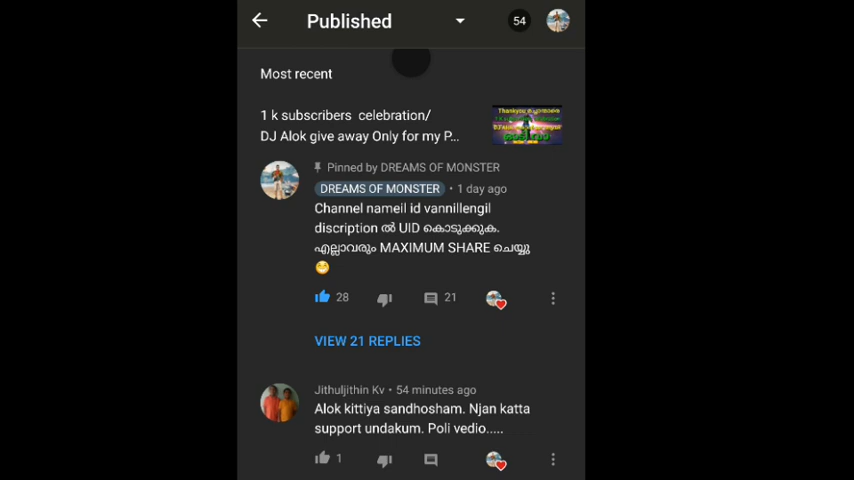 Published
54
Most recent
1 k subscribers celebration/
DJ Alok give away Only for my P...
Pinned by DREAMS OF MONSTER
DREAMS OF MONSTER • 1 day ago
Channel nameil id vannillengil
discription ൽ UID കൊടുക്കുക.
എല്ലാവരും MAXIMUM SHARE ചെയ്യു
😁
28
21
VIEW 21 REPLIES
Jithuljithin Kv • 54 minutes ago
Alok kittiya sandhosham. Njan katta
support undakum. Poli vedio.....
1